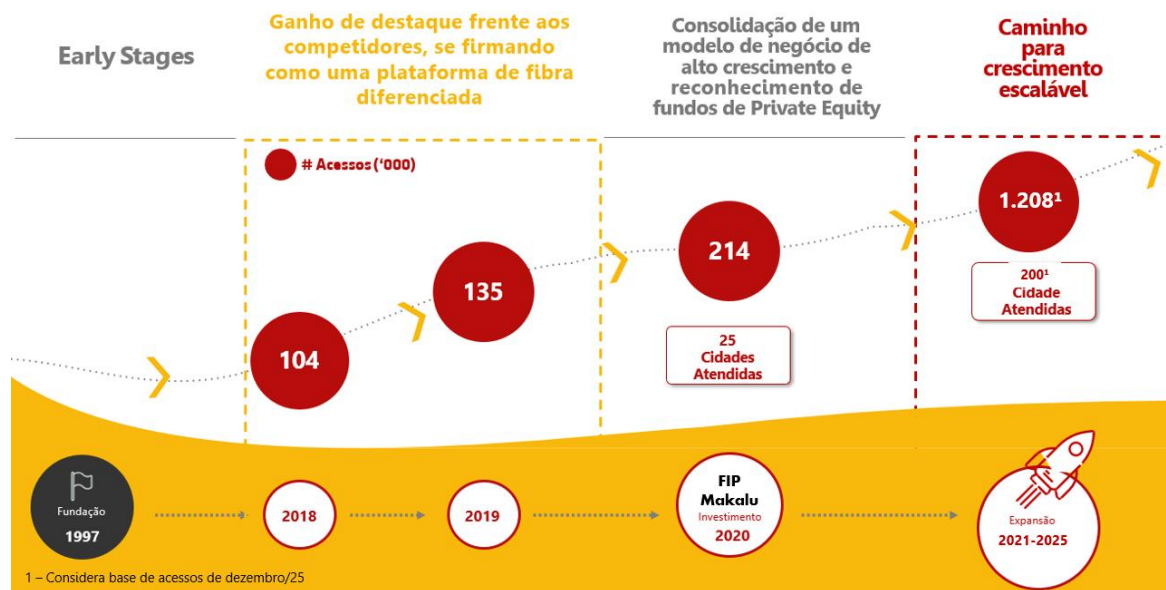 Early Stages
Ganho de destaque frente aos
competidores, se firmando
como uma plataforma de fibra
diferenciada
Consolidação de um
modelo de negócio de
alto crescimento e
reconhecimento de
fundos de Private Equity
Caminho
para
crescimento
escalável
# Acessos (‘000)
104
135
214
25
Cidades
Atendidas
1.208¹
200¹
Cidade
Atendidas
Fundação
1997
2018
2019
FIP
Makalu
Investimento
2020
Expansão
2021-2025
1 – Considera base de acessos de dezembro/25